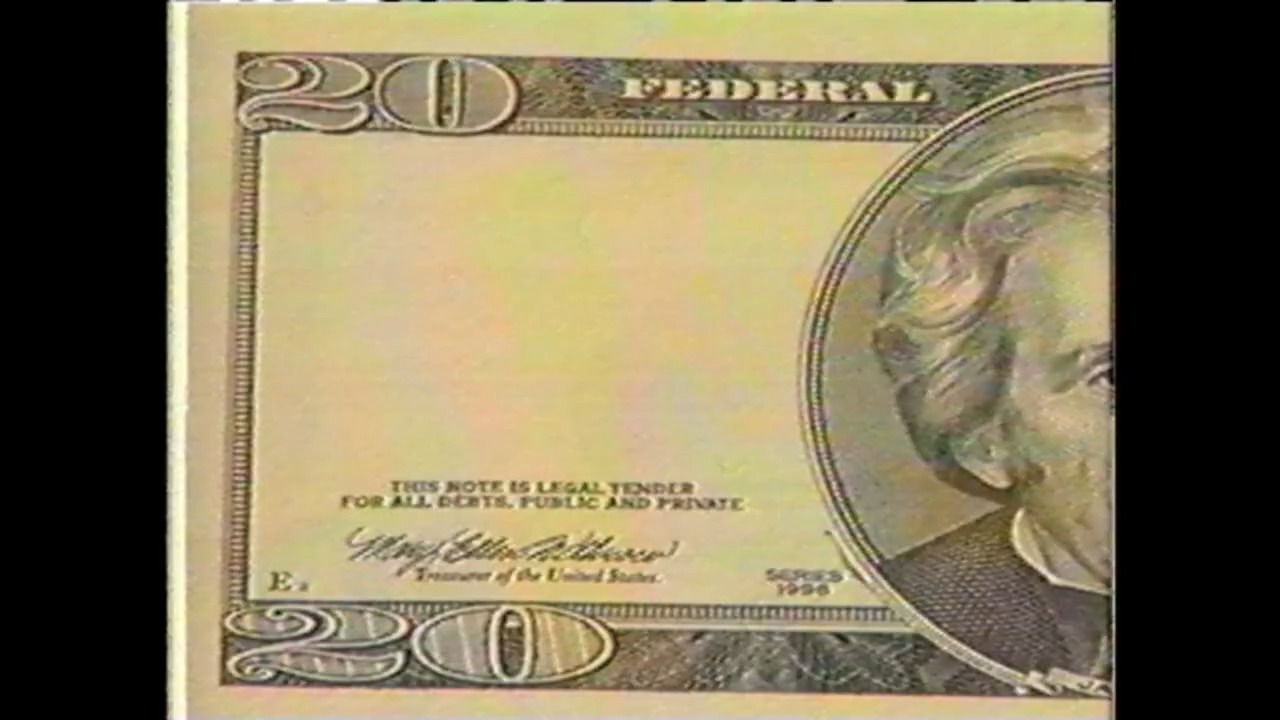 20
FEDERAL
THIS NOTE IS LEGAL TENDER
FOR ALL DEBTS, PUBLIC AND PRIVATE
Treasurer of the United States.
E
SERIES
1996
20